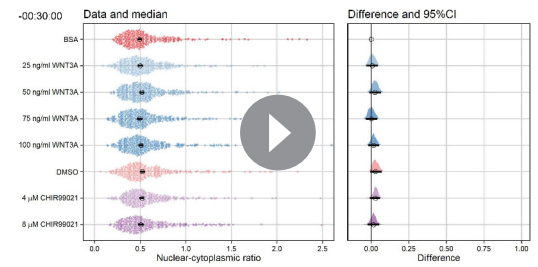 -00:30:00
Data and median
Difference and 95%CI
BSA
25 ng/ml WNT3A
50 ng/ml WNT3A
75 ng/ml WNT3A
100 ng/ml WNT3A
DMSO
4 μM CHIR99021
8 μM CHIR99021
0.0 0.5 1.0 1.5 2.0 2.5
0.00 0.25 0.50 0.75 1.00
Nuclear-cytoplasmic ratio
Difference